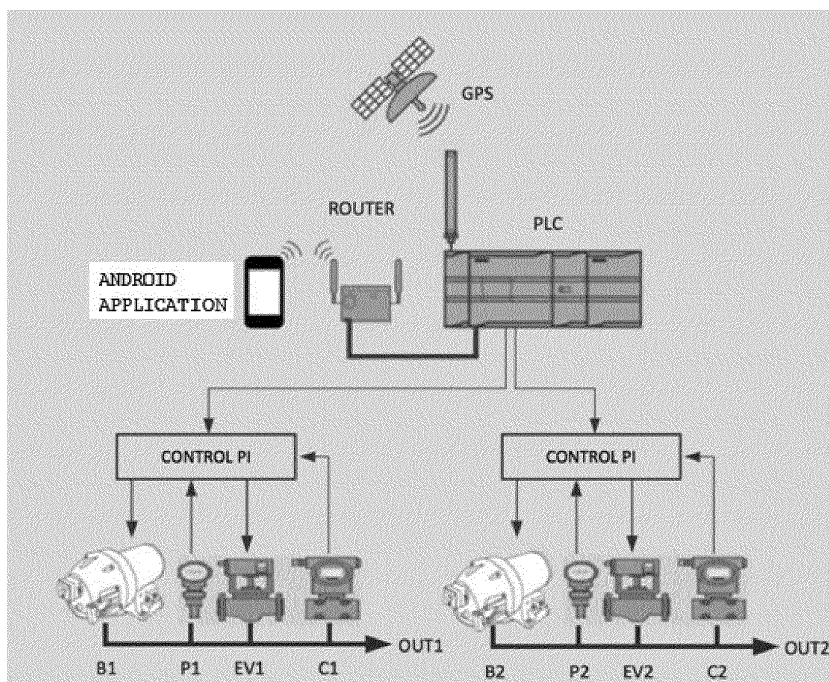 GPS
ROUTER
PLC
ANDROID
APPLICATION
CONTROL PI
CONTROL PI
OUT1
OUT2
B1 P1 EV1 C1
B2 P2 EV2 C2